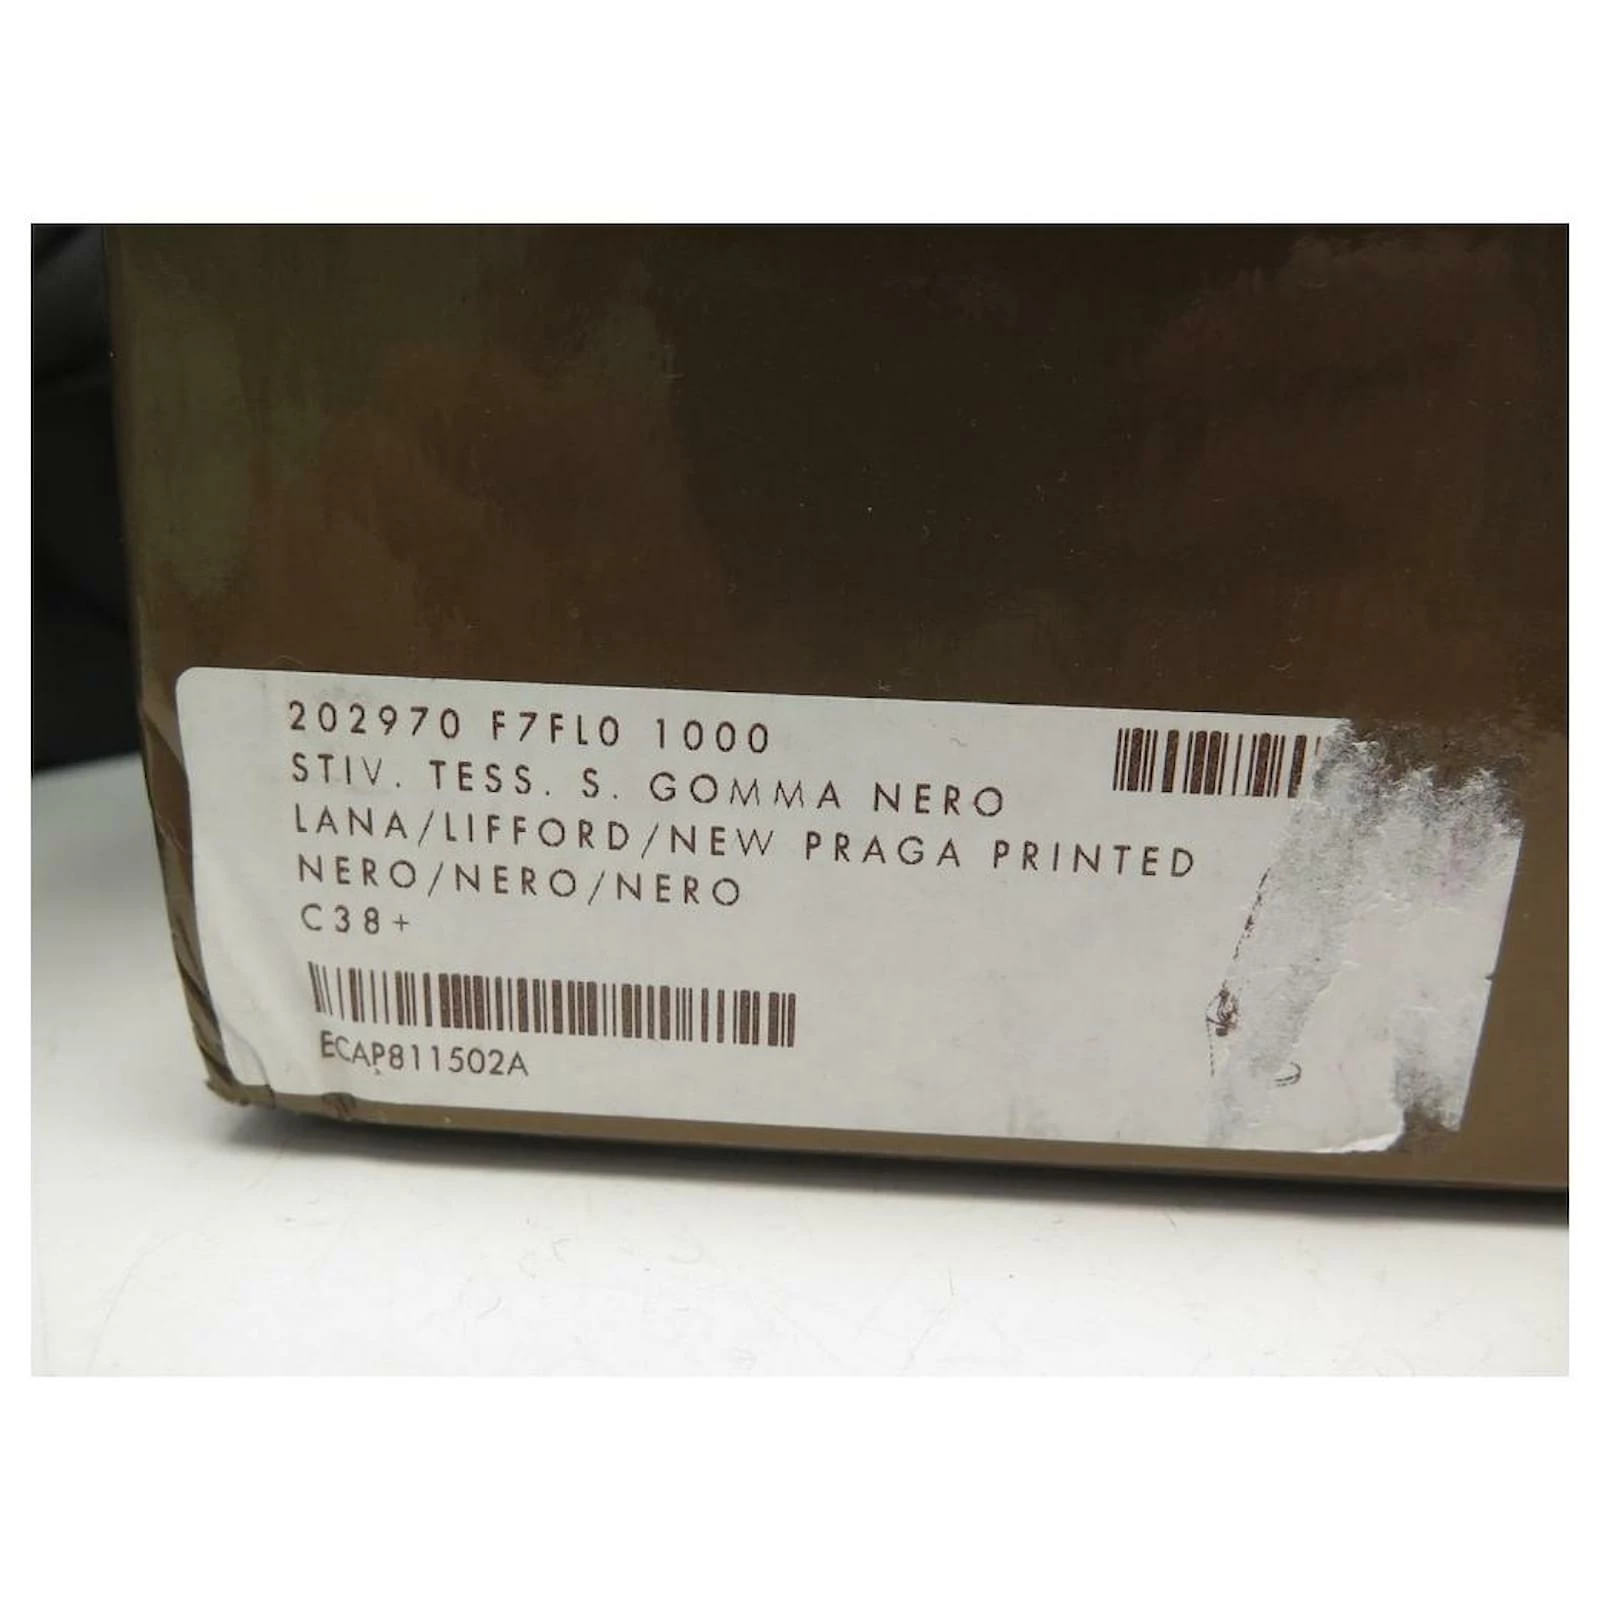 202970 F7FL0 1000
STIV. TESS. S. GOMMA NERO
LANA/LIFFORD/NEW PRAGA PRINTED
NERO/NERO/NERO
C38+
ECAP811502A